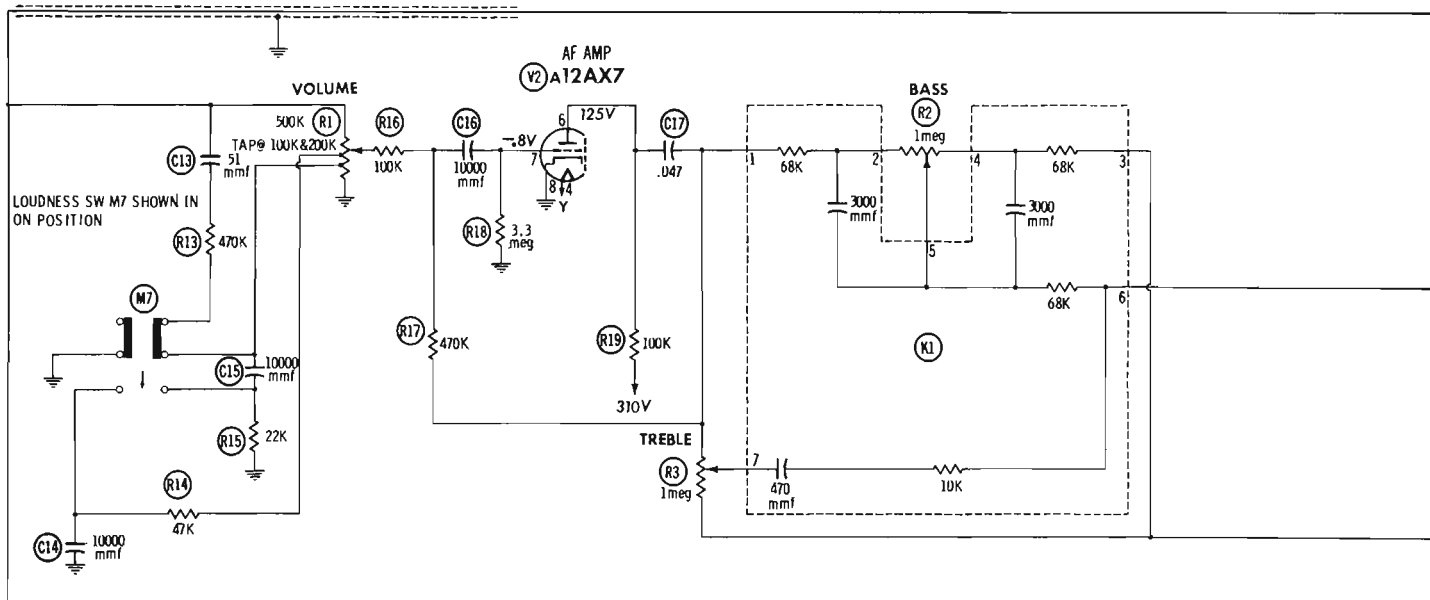 AF AMP
V2 A 12AX7
VOLUME
BASS
500K
R1
R16
C16
6
125V
C17
R2
1meg
TAP@ 100K&200K
-.8V
C13
51
mmf
100K
10000
mmf
7
8
4
Y
.047
1
68K
2
4
68K
3
LOUDNESS SW M7 SHOWN IN
ON POSITION
R13
470K
R18
3.3
meg
3000
mmf
3000
mmf
5
68K
6
M7
R17
470K
R19
100K
K1
C15
10000
mmf
310V
R15
22K
TREBLE
R3
1meg
7
470
mmf
10K
R14
47K
C14
10000
mmf